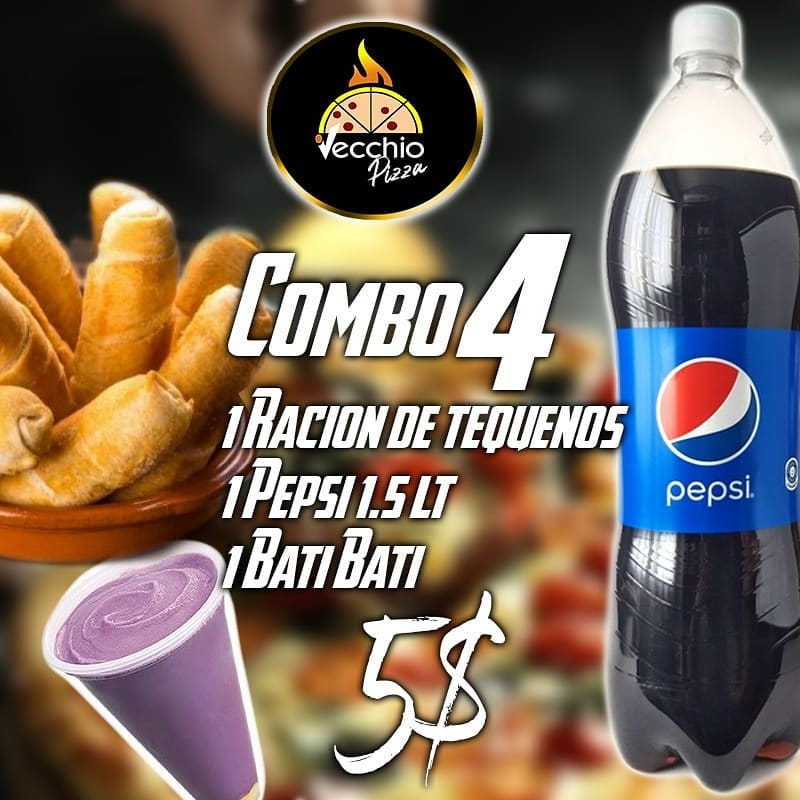 Vecchio
Pizza
COMBO 4
1 RACION DE TEQUENOS
1 PEPSI 1.5 LT
1 BATI BATI
5$
pepsi